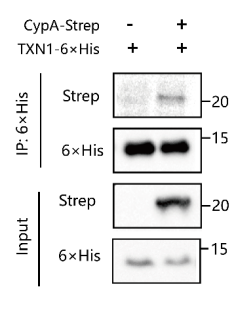 CypA-Strep - +
TXN1-6×His + +
IP: 6×His
Strep -20
6×His -15
Input
Strep -20
6×His -15